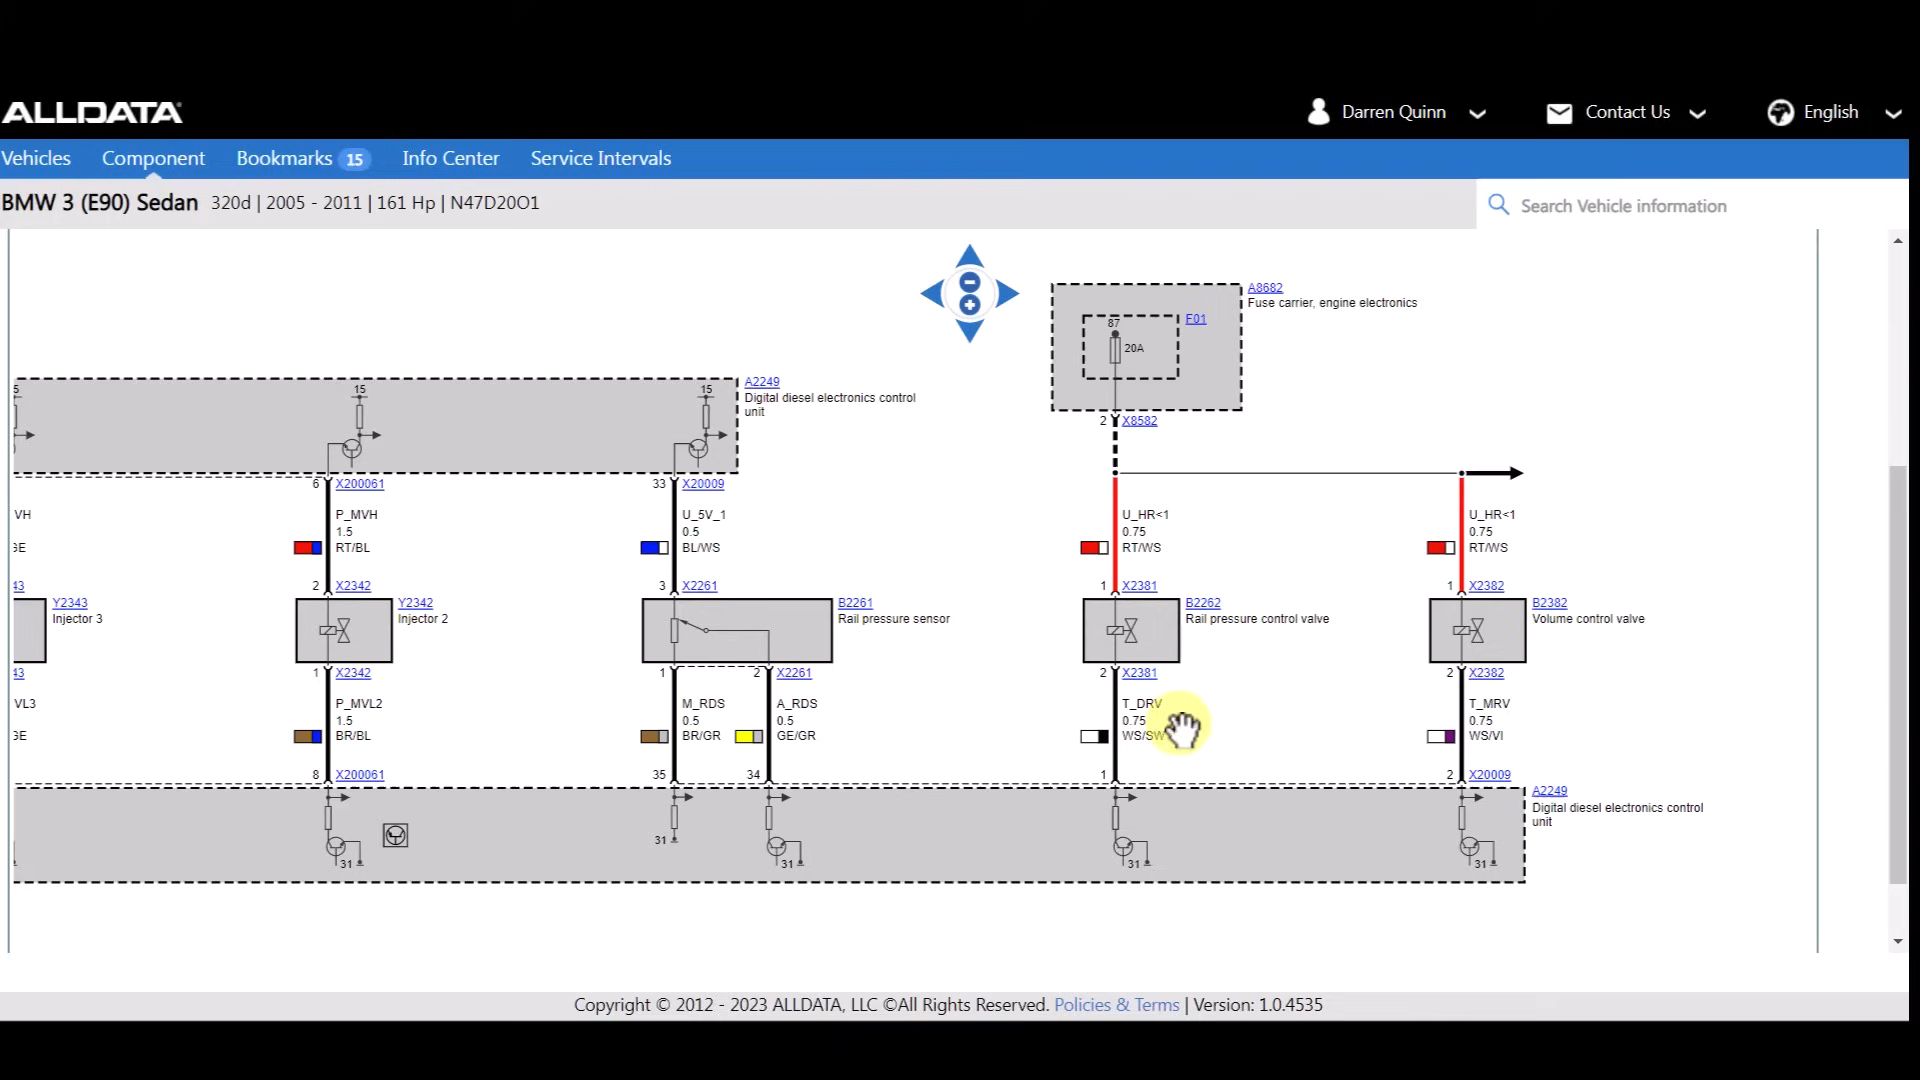 ALLDATA
Darren Quinn
Contact Us
English
Vehicles
Component
Bookmarks 15
Info Center
Service Intervals
BMW 3 (E90) Sedan 320d | 2005 - 2011 | 161 Hp | N47D20O1
Search Vehicle information
A8682
Fuse carrier, engine electronics
87
F01
20A
2 X8582
5
15
15
A2249
Digital diesel electronics control
unit
6 X200061
33 X20009
VH
P_MVH
1.5
RT/BL
U_5V_1
0.5
BL/WS
U_HR<1
0.75
RT/WS
U_HR<1
0.75
RT/WS
GE
43
2 X2342
3 X2261
1 X2381
1 X2382
Y2343
Injector 3
Y2342
Injector 2
B2261
Rail pressure sensor
B2262
Rail pressure control valve
B2382
Volume control valve
43
1 X2342
1
2 X2261
2 X2381
2 X2382
VL3
P_MVL2
1.5
BR/BL
M_RDS
0.5
BR/GR
A_RDS
0.5
GE/GR
T_DRV
0.75
WS/SW
T_MRV
0.75
WS/VI
GE
8 X200061
35
34
1
2 X20009
A2249
Digital diesel electronics control
unit
31
31
31
31
31
Copyright © 2012 - 2023 ALLDATA, LLC ©All Rights Reserved. Policies & Terms | Version: 1.0.4535